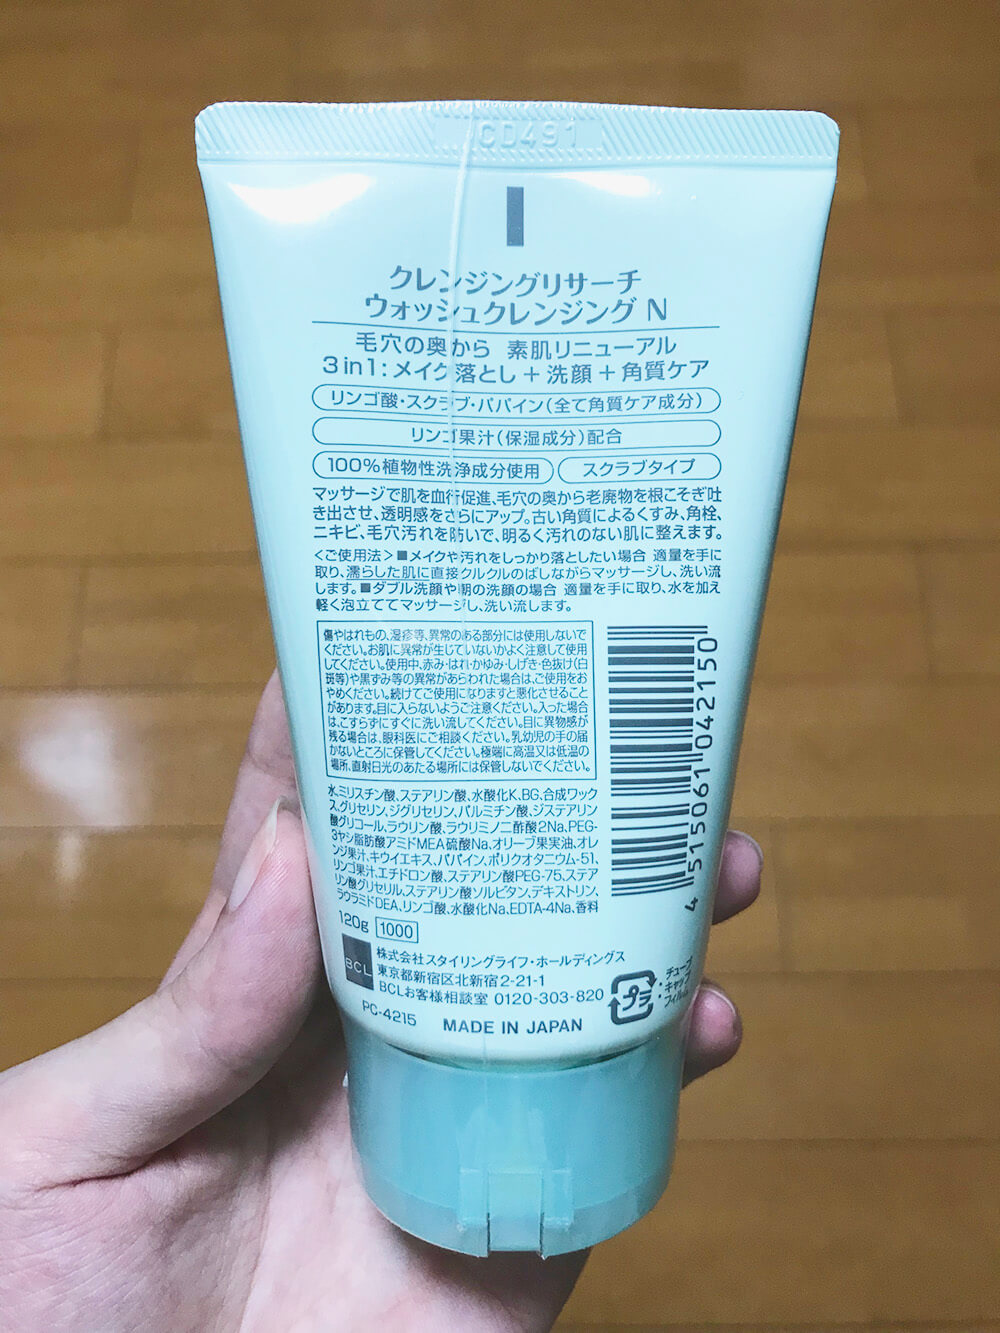 CD491
クレンジングリサーチ
ウォッシュクレンジング N
毛穴の奥から 素肌リニューアル
3in1:メイク落とし＋洗顔＋角質ケア
リンゴ酸・スクラブ・パパイン(全て角質ケア成分)
リンゴ果汁(保湿成分)配合
100%植物性洗浄成分使用 スクラブタイプ
マッサージで肌を血行促進、毛穴の奥から老廃物を根こそぎ吐
き出させ、透明感をさらにアップ。古い角質によるくすみ、角栓、
ニキビ、毛穴汚れを防いで、明るく汚れのない肌に整えます。
＜ご使用法＞■メイクや汚れをしっかり落としたい場合 適量を手に
取り、濡らした肌に直接クルクルのばしながらマッサージし、洗い流
します。■ダブル洗顔や朝の洗顔の場合 適量を手に取り、水を加え
軽く泡立ててマッサージし、洗い流します。
傷やはれもの、湿疹等、異常のある部分には使用しないで
ください。お肌に異常が生じていないかよく注意して使用
してください。使用中、赤み・はれ・かゆみ・しげき・色抜け(白
斑等)や黒ずみ等の異常があらわれた場合は、ご使用をお
やめください。続けてご使用になりますと悪化させること
があります。目に入らないようご注意ください。入った場合
は、こすらずにすぐに洗い流してください。目に異物感が
残る場合は、眼科医にご相談ください。乳幼児の手の届
かないところに保管してください。極端に高温又は低温の
場所、直射日光のあたる場所には保管しないでください。
4 515061 042150
水、ミリスチン酸、ステアリン酸、水酸化K、BG、合成ワック
ス、グリセリン、ジグリセリン、パルミチン酸、ジステアリン
酸グリコール、ラウリン酸、ラウリミノ二酢酸2Na、PEG-
3ヤシ脂肪酸アミドMEA硫酸Na、オリーブ果実油、オレ
ンジ果汁、キウイエキス、パパイン、ポリクオタニウム-51、
リンゴ果汁、エチドロン酸、ステアリン酸PEG-75、ステア
リン酸グリセリル、ステアリン酸ソルビタン、デキストリン、
ラウラミドDEA、リンゴ酸、水酸化Na、EDTA-4Na、香料
120g 1000
BCL
株式会社 スタイリングライフ・ホールディングス
東京都新宿区北新宿2-21-1
BCLお客様相談室 0120-303-820
プラ
チューブ
・キャップ
・フィルム
PC-4215 MADE IN JAPAN